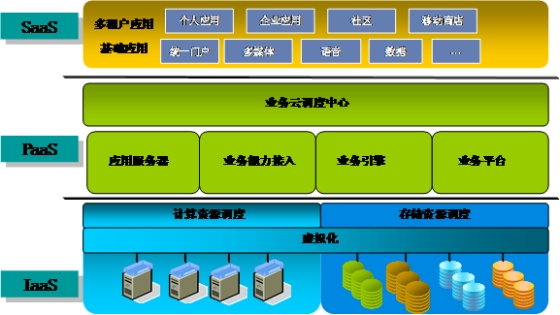 SaaS
多租户应用
个人应用
企业应用
社区
移动商店
基础应用
统一门户
多媒体
语音
数据
...
业务云调度中心
PaaS
应用服务器
业务能力接入
业务引擎
业务平台
计算资源调度
存储资源调度
虚拟化
IaaS